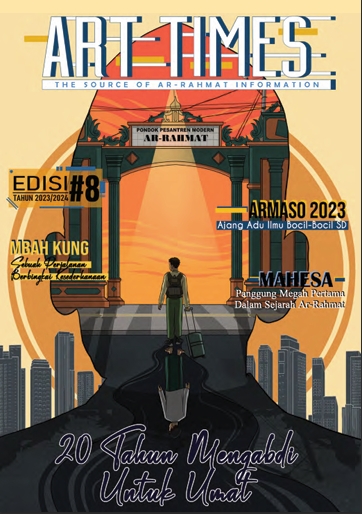 ART TIMES
THE SOURCE OF AR-RAHMAT INFORMATION
PONDOK PESANTREN MODERN
AR-RAHMAT
EDISI #8
TAHUN 2023/2024
ARMASO 2023
Ajang Adu Ilmu Bocil-Bocil SD
MBAH KUNG
Sebuah Perjalanan
Berbingkai Kesederhanaan
MAHESA
Panggung Megah Pertama
Dalam Sejarah Ar-Rahmat
20 Tahun Mengabdi
Untuk Umat